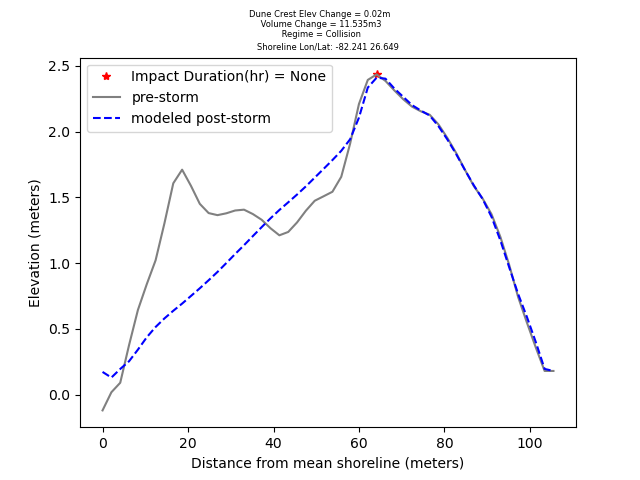 Dune Crest Elev Change = 0.02m
Volume Change = 11.535m3
Regime = Collision
Shoreline Lon/Lat: -82.241 26.649
Impact Duration(hr) = None
pre-storm
modeled post-storm
2.5
2.0
1.5
1.0
0.5
0.0
Elevation (meters)
0 20 40 60 80 100
Distance from mean shoreline (meters)